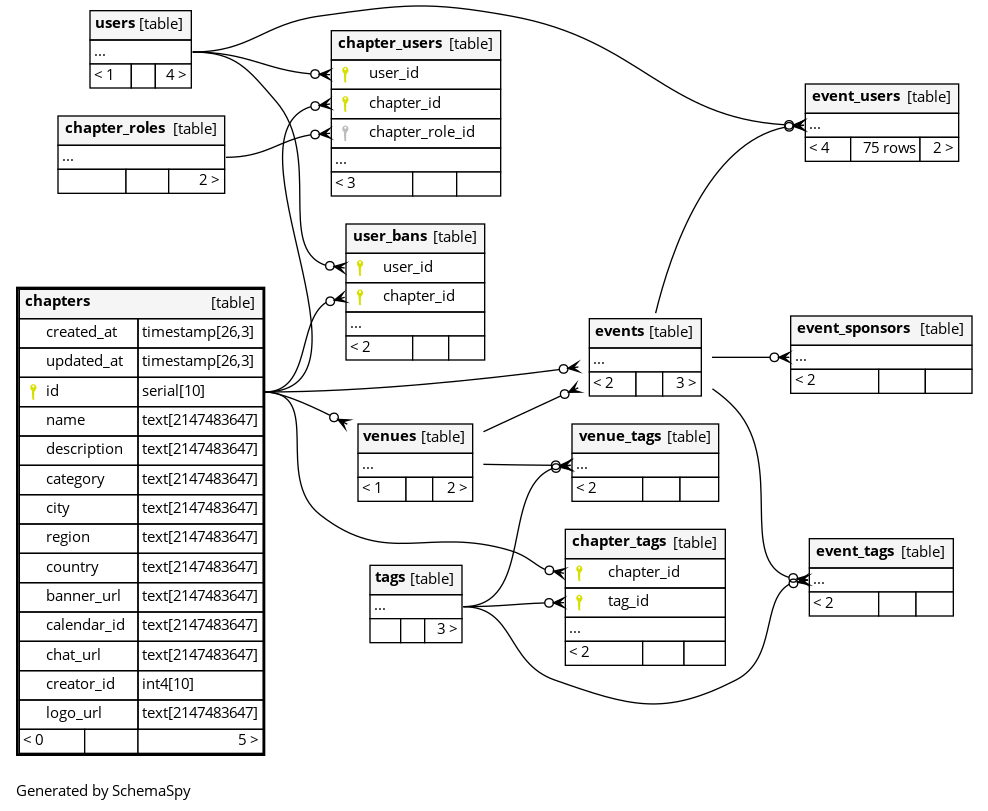 users [table]
...
< 1 4 >
chapter_roles [table]
...
2 >
chapter_users [table]
user_id
chapter_id
chapter_role_id
...
< 3
user_bans [table]
user_id
chapter_id
...
< 2
event_users [table]
...
< 4 75 rows 2 >
chapters [table]
created_at timestamp[26,3]
updated_at timestamp[26,3]
id serial[10]
name text[2147483647]
description text[2147483647]
category text[2147483647]
city text[2147483647]
region text[2147483647]
country text[2147483647]
banner_url text[2147483647]
calendar_id text[2147483647]
chat_url text[2147483647]
creator_id int4[10]
logo_url text[2147483647]
< 0 5 >
events [table]
...
< 2 3 >
event_sponsors [table]
...
< 2
venues [table]
...
< 1 2 >
venue_tags [table]
...
< 2
chapter_tags [table]
chapter_id
tag_id
...
< 2
tags [table]
...
3 >
event_tags [table]
...
< 2
Generated by SchemaSpy